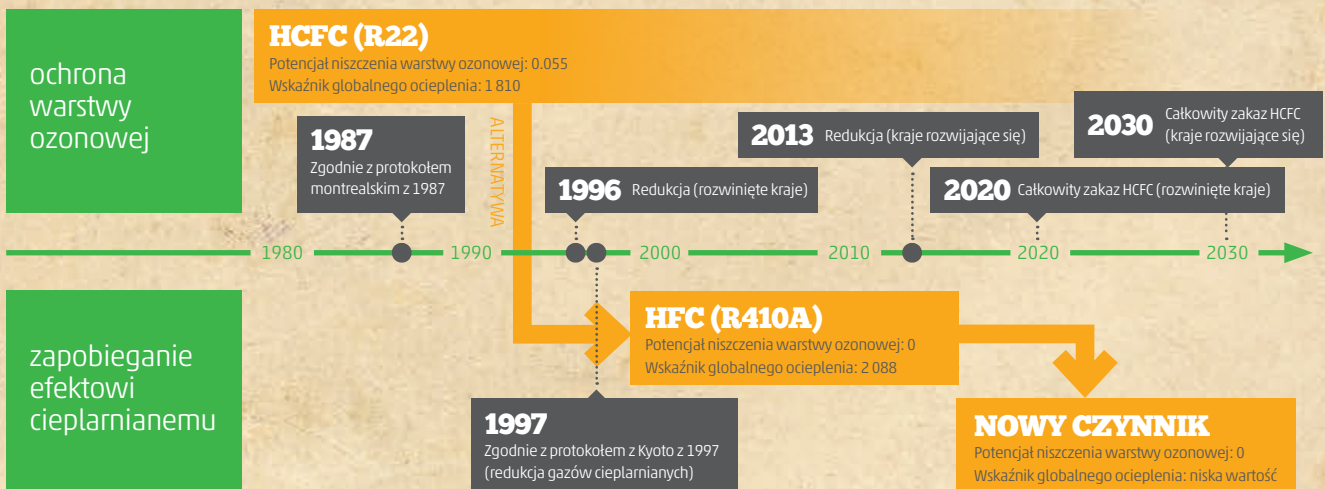 ochrona
warstwy
ozonowej
HCFC (R22)
Potencjał niszczenia warstwy ozonowej: 0.055
Wskaźnik globalnego ocieplenia: 1 810
ALTERNATYWA
1987
Zgodnie z protokołem
montrealskim z 1987
1996 Redukcja (rozwinięte kraje)
2013 Redukcja (kraje rozwijające się)
2020 Całkowity zakaz HCFC (rozwinięte kraje)
2030 Całkowity zakaz HCFC
(kraje rozwijające się)
1980 1990 2000 2010 2020 2030
zapobieganie
efektowi
cieplarnianemu
HFC (R410A)
Potencjał niszczenia warstwy ozonowej: 0
Wskaźnik globalnego ocieplenia: 2 088
1997
Zgodnie z protokołem z Kyoto z 1997
(redukcja gazów cieplarnianych)
NOWY CZYNNIK
Potencjał niszczenia warstwy ozonowej: 0
Wskaźnik globalnego ocieplenia: niska wartość